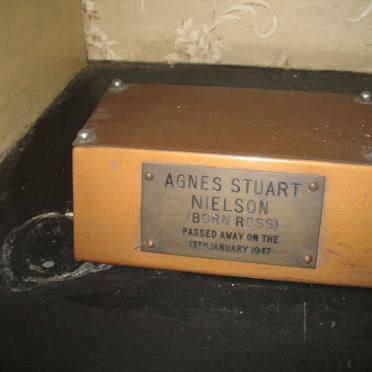 AGNES STUART
NIELSON
(BORN ROSS)
PASSED AWAY ON THE
13TH JANUARY 1947